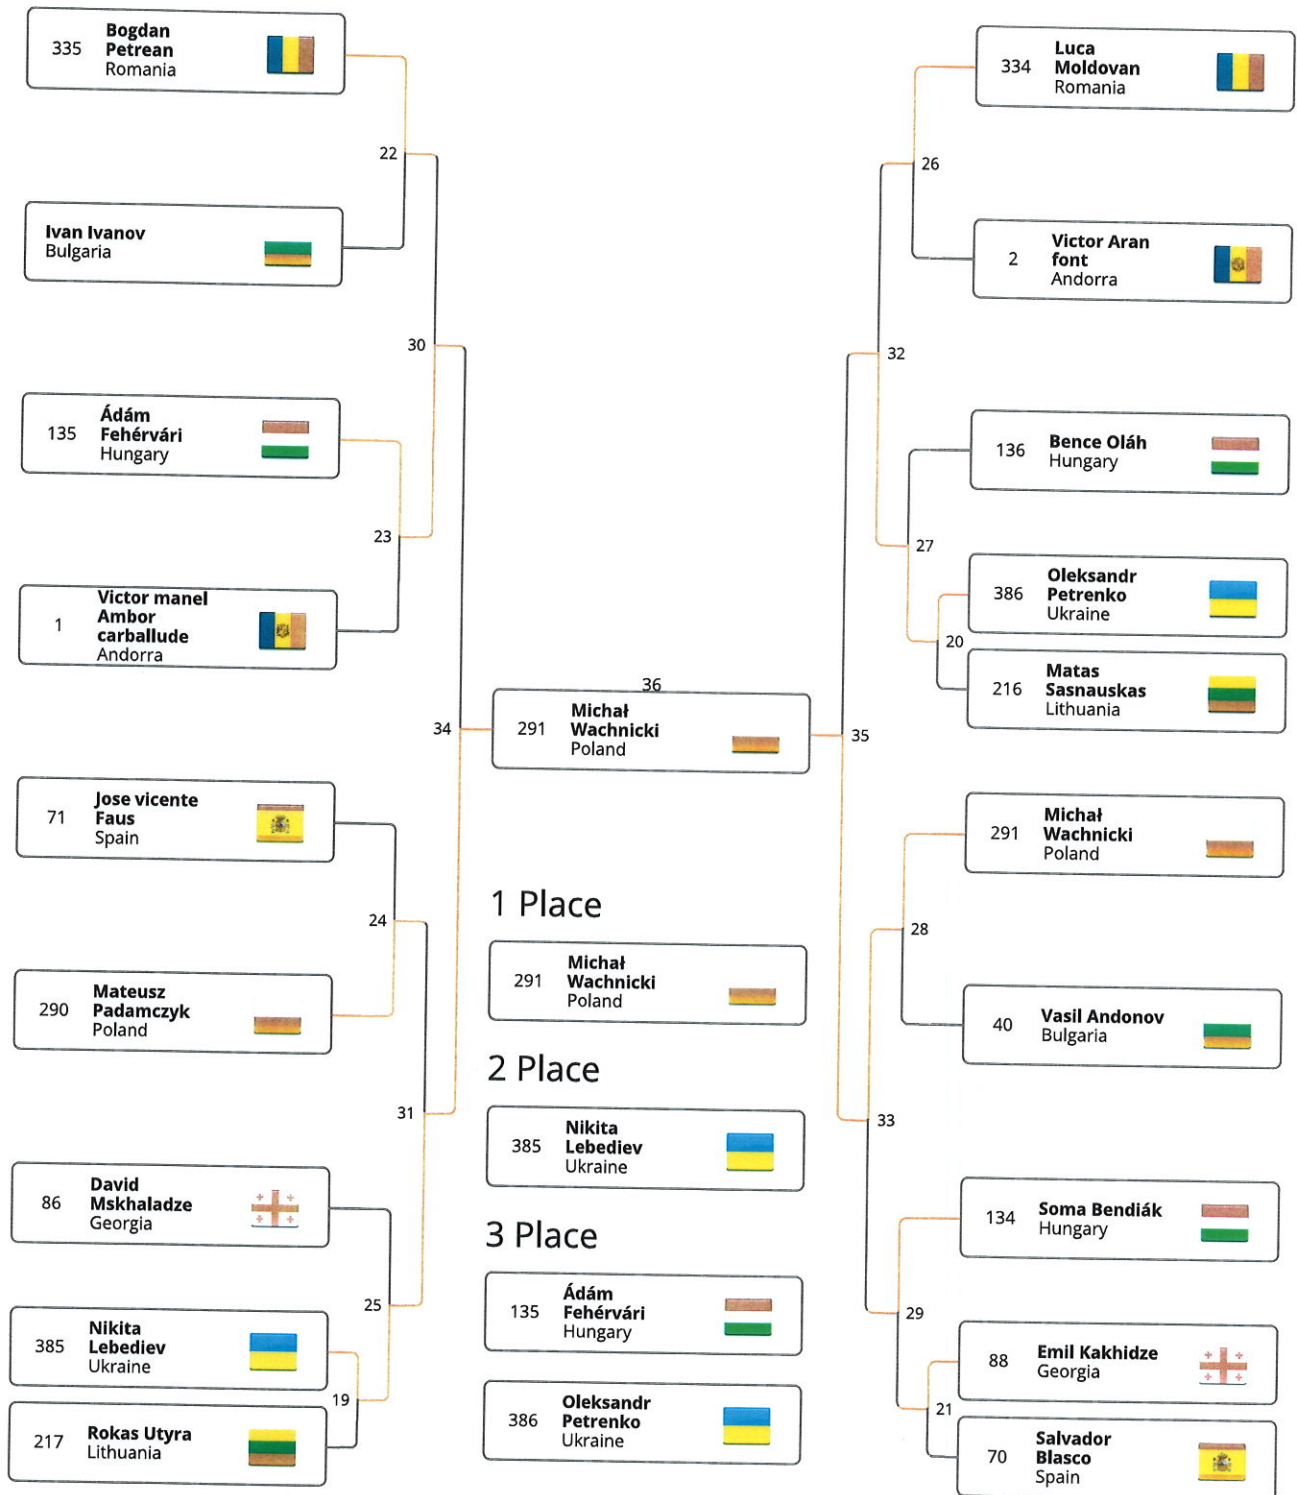 335
Bogdan
Petrean
Romania
22
Ivan Ivanov
Bulgaria
30
135
Ádám
Fehérvári
Hungary
23
1
Victor manel
Ambor
carballude
Andorra
34
71
Jose vicente
Faus
Spain
24
290
Mateusz
Padamczyk
Poland
31
86
David
Mskhaladze
Georgia
25
385
Nikita
Lebediev
Ukraine
19
217
Rokas Utyra
Lithuania
36
291
Michał
Wachnicki
Poland
1 Place
291
Michał
Wachnicki
Poland
2 Place
385
Nikita
Lebediev
Ukraine
3 Place
135
Ádám
Fehérvári
Hungary
386
Oleksandr
Petrenko
Ukraine
334
Luca
Moldovan
Romania
26
2
Victor Aran
font
Andorra
32
136
Bence Oláh
Hungary
27
386
Oleksandr
Petrenko
Ukraine
20
216
Matas
Sasnauskas
Lithuania
35
291
Michał
Wachnicki
Poland
28
40
Vasil Andonov
Bulgaria
33
134
Soma Bendiák
Hungary
29
88
Emil Kakhidze
Georgia
21
70
Salvador
Blasco
Spain